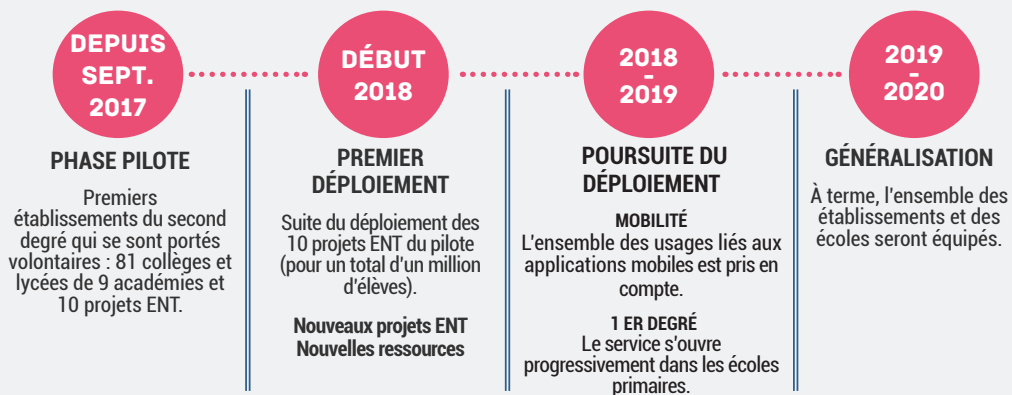 DEPUIS
SEPT.
2017
PHASE PILOTE
Premiers
établissements du second
degré qui se sont portés
volontaires : 81 collèges et
lycées de 9 académies et
10 projets ENT.
DÉBUT
2018
PREMIER
DÉPLOIEMENT
Suite du déploiement des
10 projets ENT du pilote
(pour un total d'un million
d'élèves).
Nouveaux projets ENT
Nouvelles ressources
2018
-
2019
POURSUITE DU
DÉPLOIEMENT
MOBILITÉ
L'ensemble des usages liés aux
applications mobiles est pris en
compte.
1 ER DEGRÉ
Le service s'ouvre
progressivement dans les écoles
primaires.
2019
-
2020
GÉNÉRALISATION
À terme, l'ensemble des
établissements et des
écoles seront équipés.